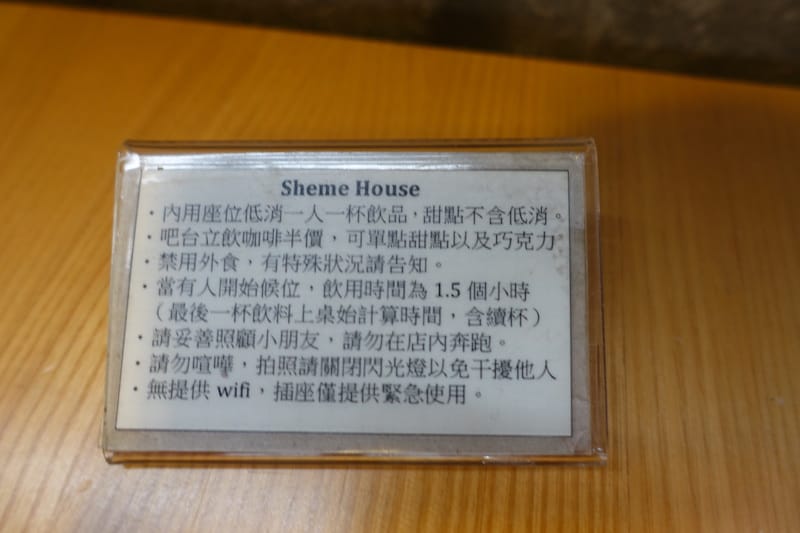 Sheme House
・內用座位低消一人一杯飲品，甜點不含低消。
・吧台立飲咖啡半價，可單點甜點以及巧克力
・禁用外食，有特殊狀況請告知。
・當有人開始候位，飲用時間為 1.5 個小時
（最後一杯飲料上桌始計算時間，含續杯）
・請妥善照顧小朋友，請勿在店內奔跑。
・請勿喧嘩，拍照請關閉閃光燈以免干擾他人
・無提供 wifi，插座僅提供緊急使用。